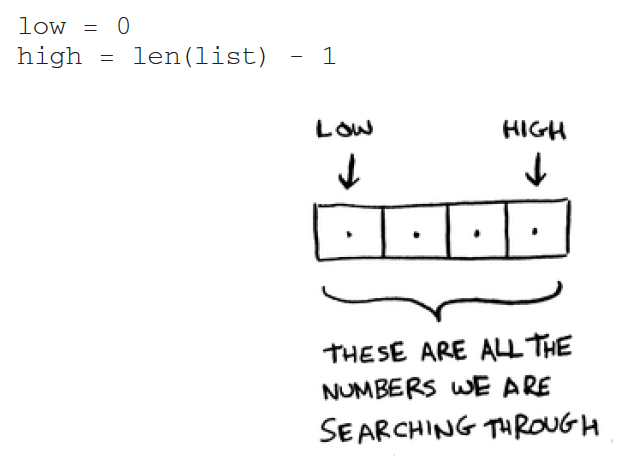 low = 0
high = len(list) - 1
LOW HIGH
THESE ARE ALL THE
NUMBERS WE ARE
SEARCHING THROUGH